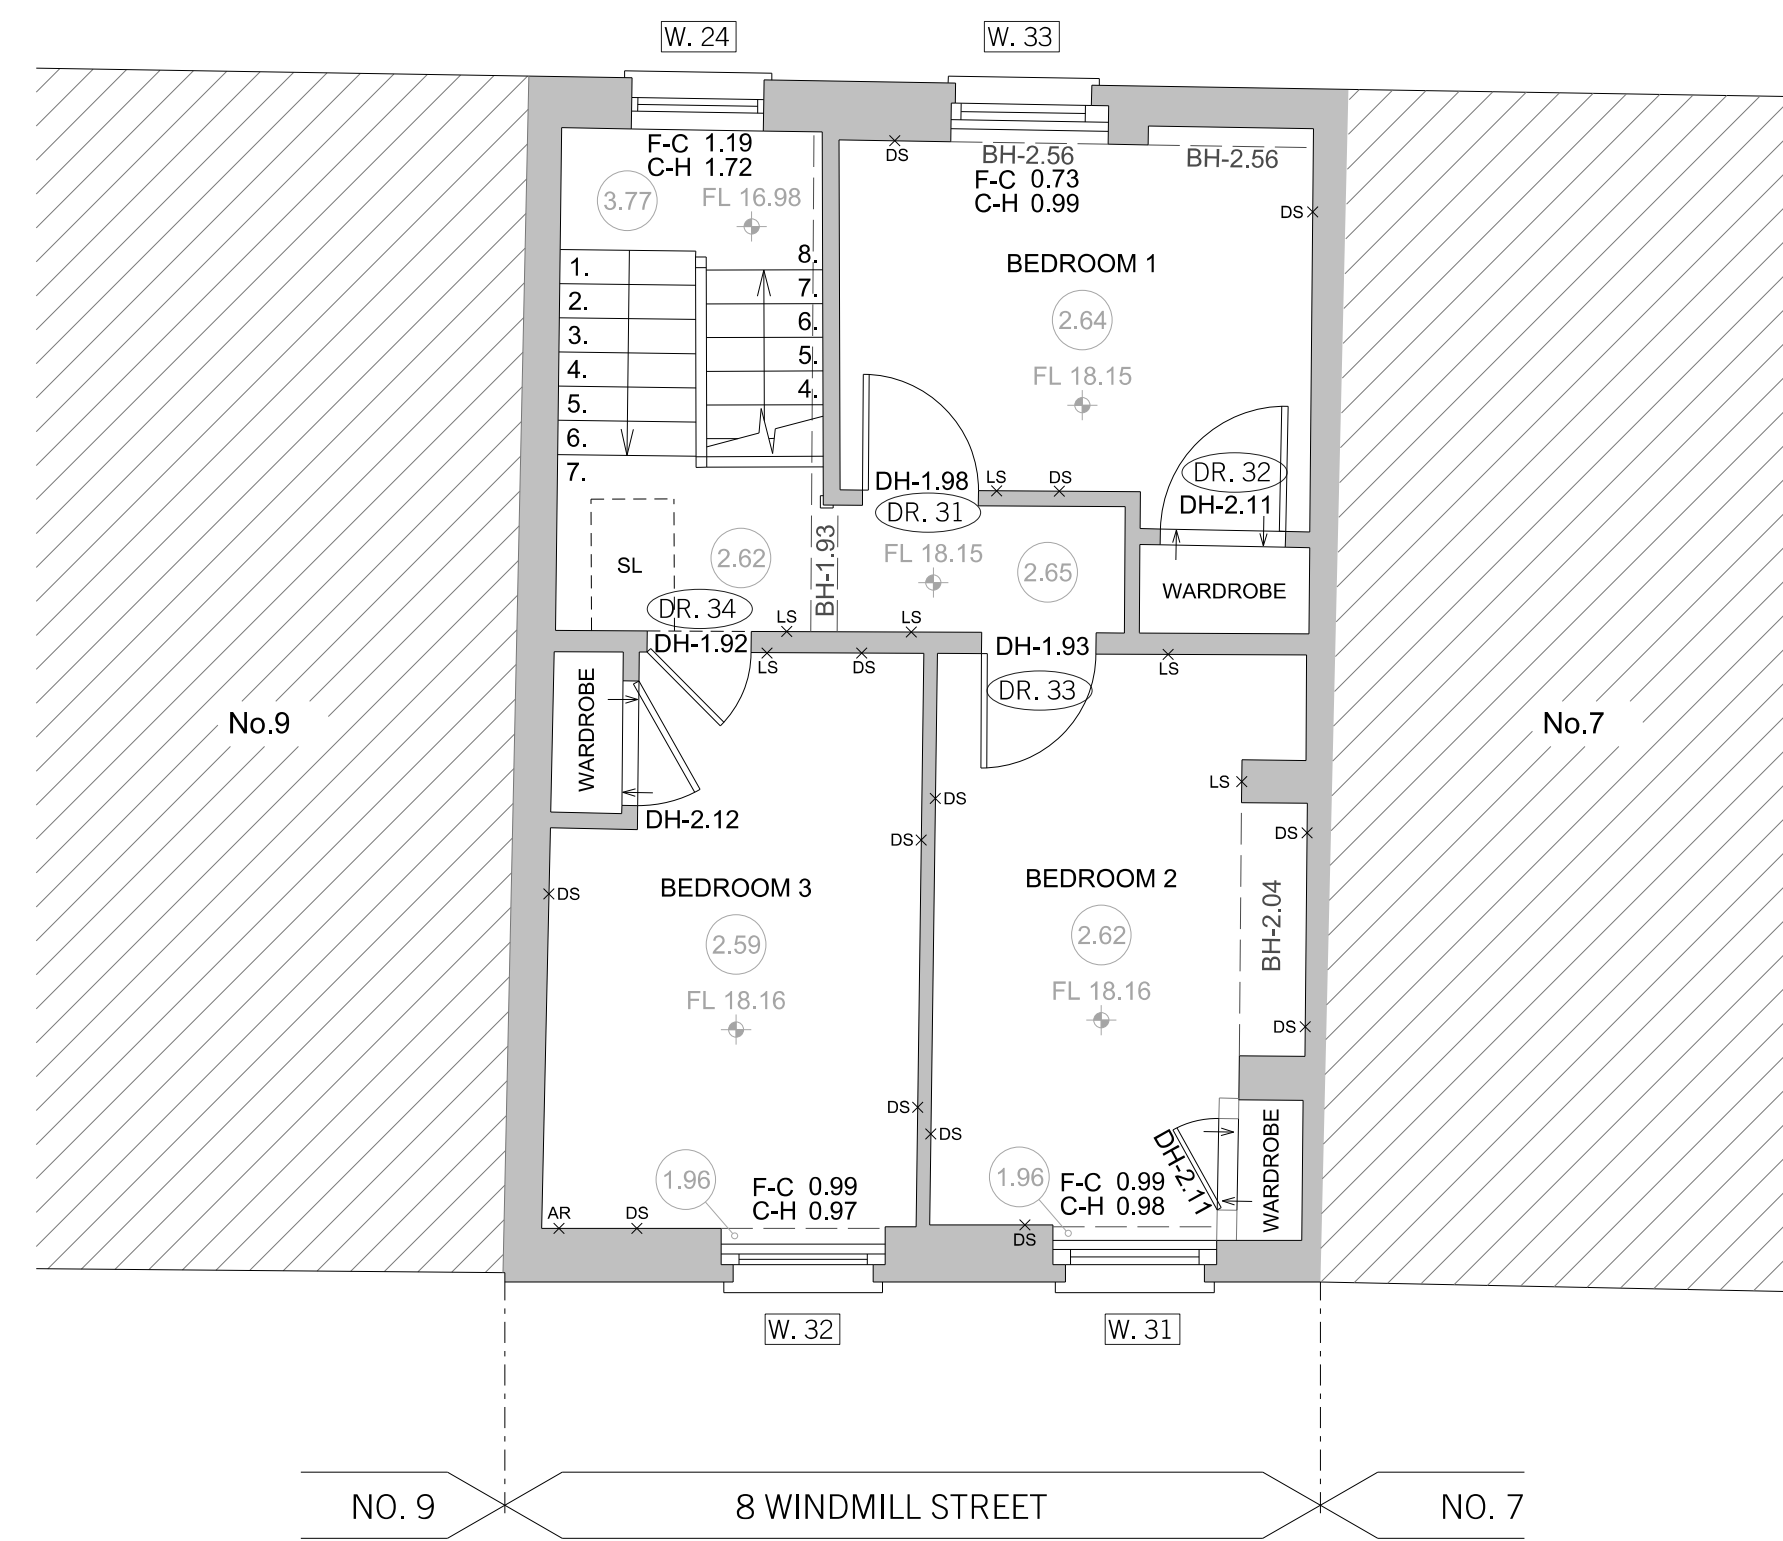 W. 24
W. 33
F-C 1.19
C-H 1.72
3.77
FL 16.98
DS
BH-2.56
F-C 0.73
C-H 0.99
BH-2.56
DS
BEDROOM 1
2.64
FL 18.15
1.
2.
3.
4.
5.
6.
7.
8.
7.
6.
5.
4.
DH-1.98
DR. 31
LS
DS
DR. 32
DH-2.11
WARDROBE
SL
2.62
BH-1.93
FL 18.15
2.65
DR. 34
DH-1.92
LS
LS
LS
DS
DH-1.93
DR. 33
LS
No.9
No.7
WARDROBE
DH-2.12
DS
DS
DS
LS
DS
BEDROOM 3
2.59
FL 18.16
BEDROOM 2
2.62
FL 18.16
BH-2.04
DS
DS
DS
1.96
F-C 0.99
C-H 0.97
AR
DS
1.96
F-C 0.99
C-H 0.98
DS
DH-2.11
WARDROBE
W. 32
W. 31
NO. 9
8 WINDMILL STREET
NO. 7